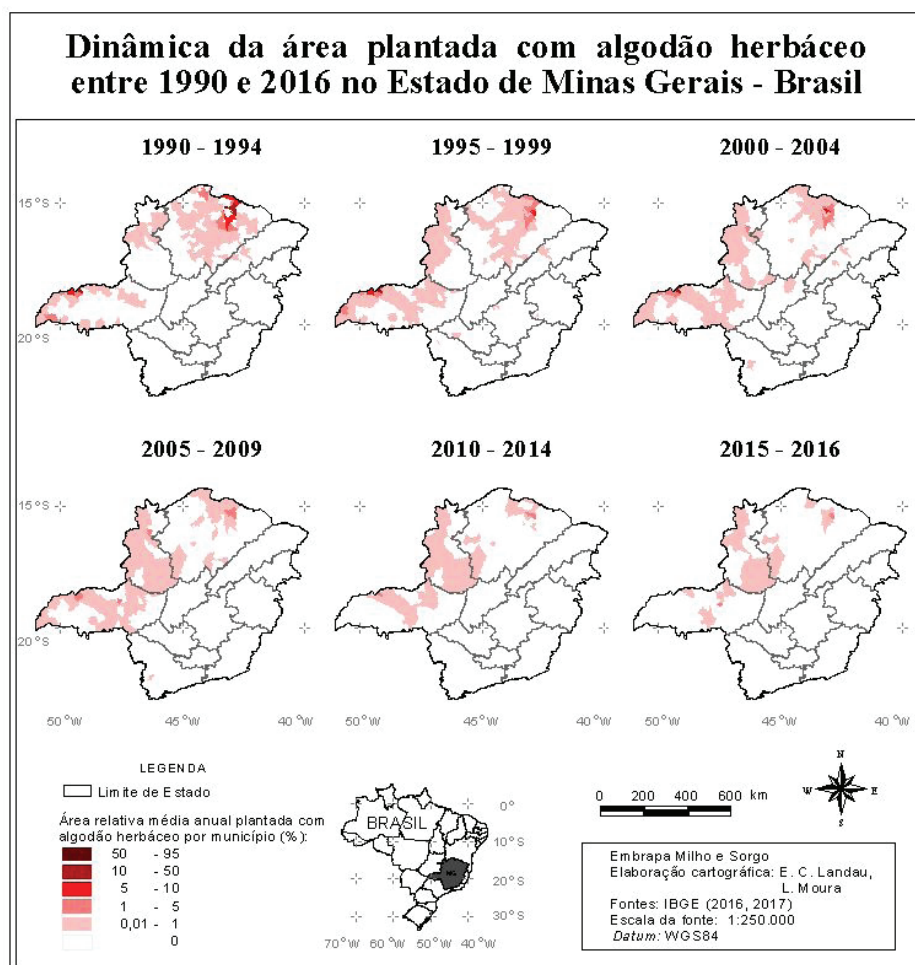 Dinâmica da área plantada com algodão herbáceo
entre 1990 e 2016 no Estado de Minas Gerais - Brasil
1990 - 1994
1995 - 1999
2000 - 2004
15°S
20°S
2005 - 2009
2010 - 2014
2015 - 2016
15°S
20°S
50°W 45°W 40°W 50°W 45°W 40°W 50°W 45°W 40°W
LEGENDA
Limite de Estado
Área relativa média anual plantada com
algodão herbáceo por município (%):
50 - 95
10 - 50
5 - 10
1 - 5
0,01 - 1
0
BRASIL
MG
0°
10°S
20°S
30°S
70°W 60°W 50°W 40°W
0 200 400 600 km
N
W E
S
Embrapa Milho e Sorgo
Elaboração cartográfica: E. C. Landau,
L. Moura
Fontes: IBGE (2016, 2017)
Escala da fonte: 1:250.000
Datum: WGS84